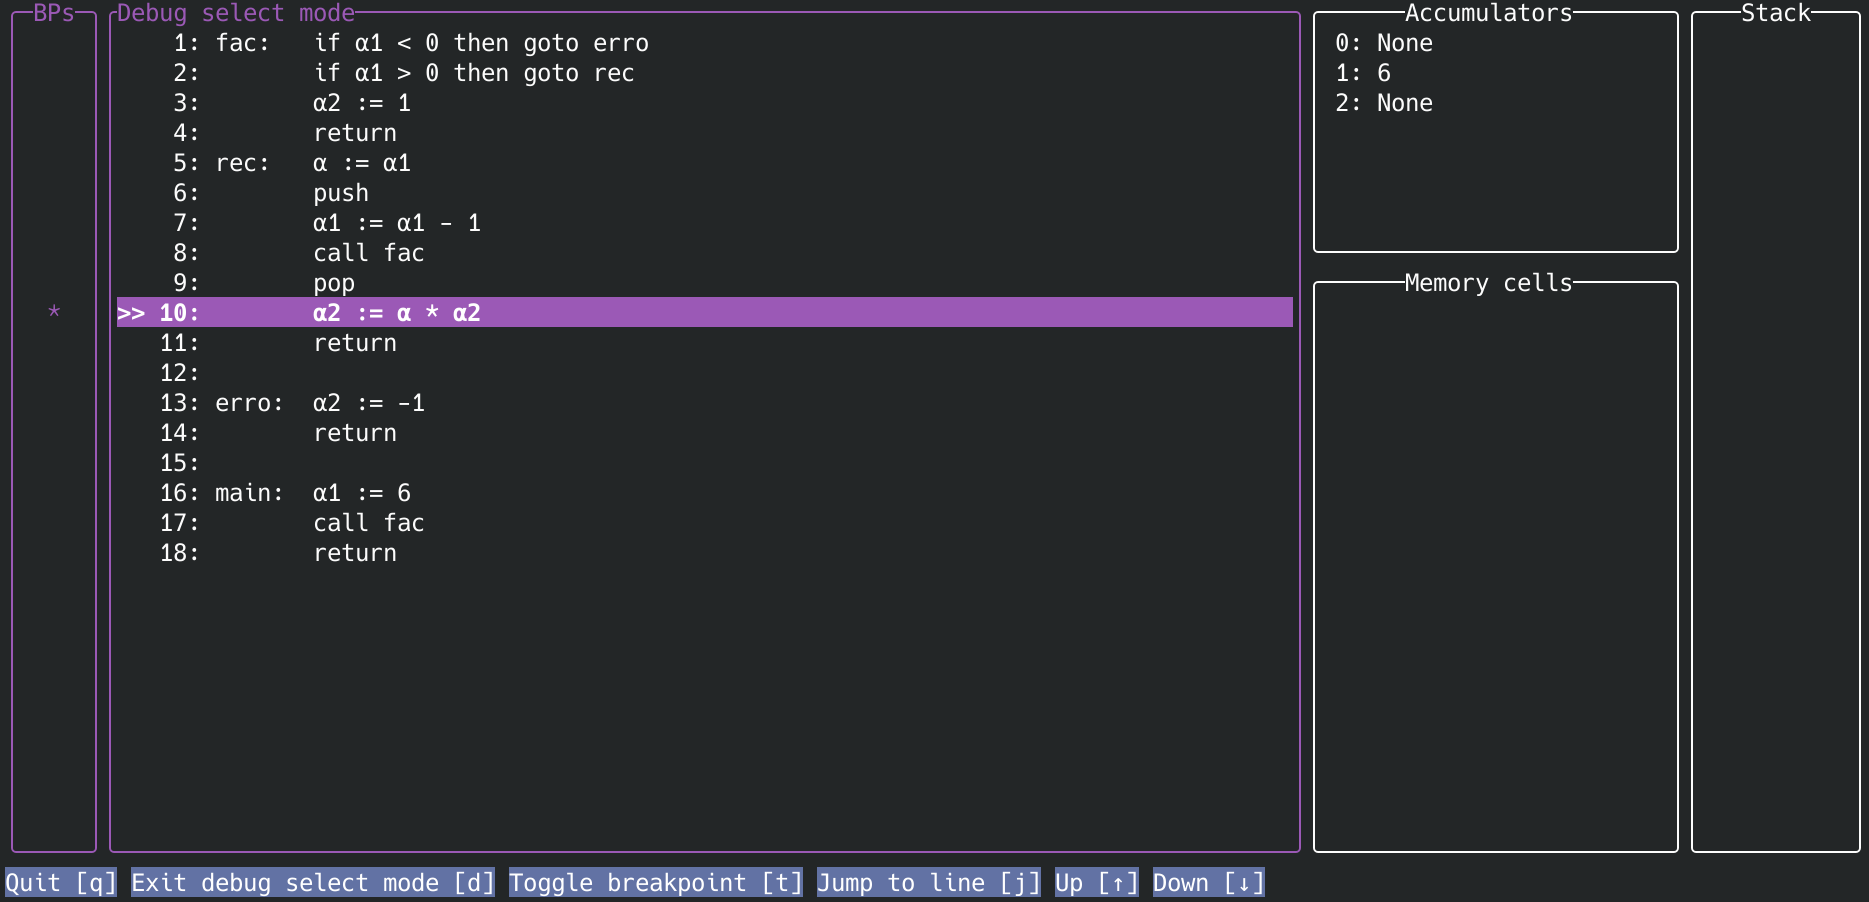 BPs Debug select mode Accumulators Stack
1: fac: if α1 < 0 then goto erro
0: None
2: if α1 > 0 then goto rec
1: 6
3: α2 := 1
2: None
4: return
5: rec: α := α1
6: push
7: α1 := α1 - 1
8: call fac
9: pop
Memory cells
* >> 10: α2 := α * α2
11: return
12:
13: erro: α2 := -1
14: return
15:
16: main: α1 := 6
17: call fac
18: return
Quit [q] Exit debug select mode [d] Toggle breakpoint [t] Jump to line [j] Up [↑] Down [↓]